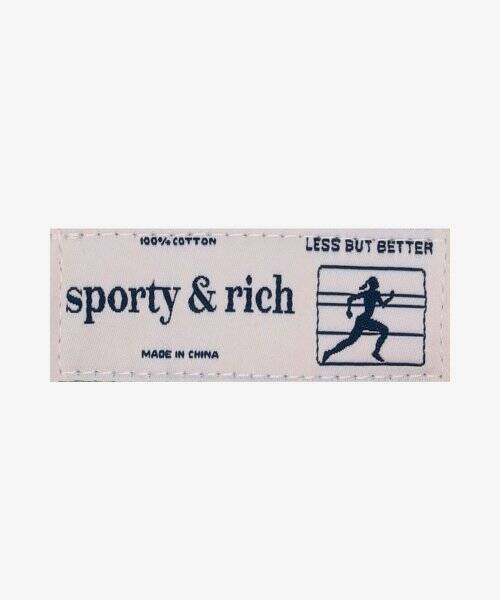 100% COTTON
LESS BUT BETTER
sporty & rich
MADE IN CHINA